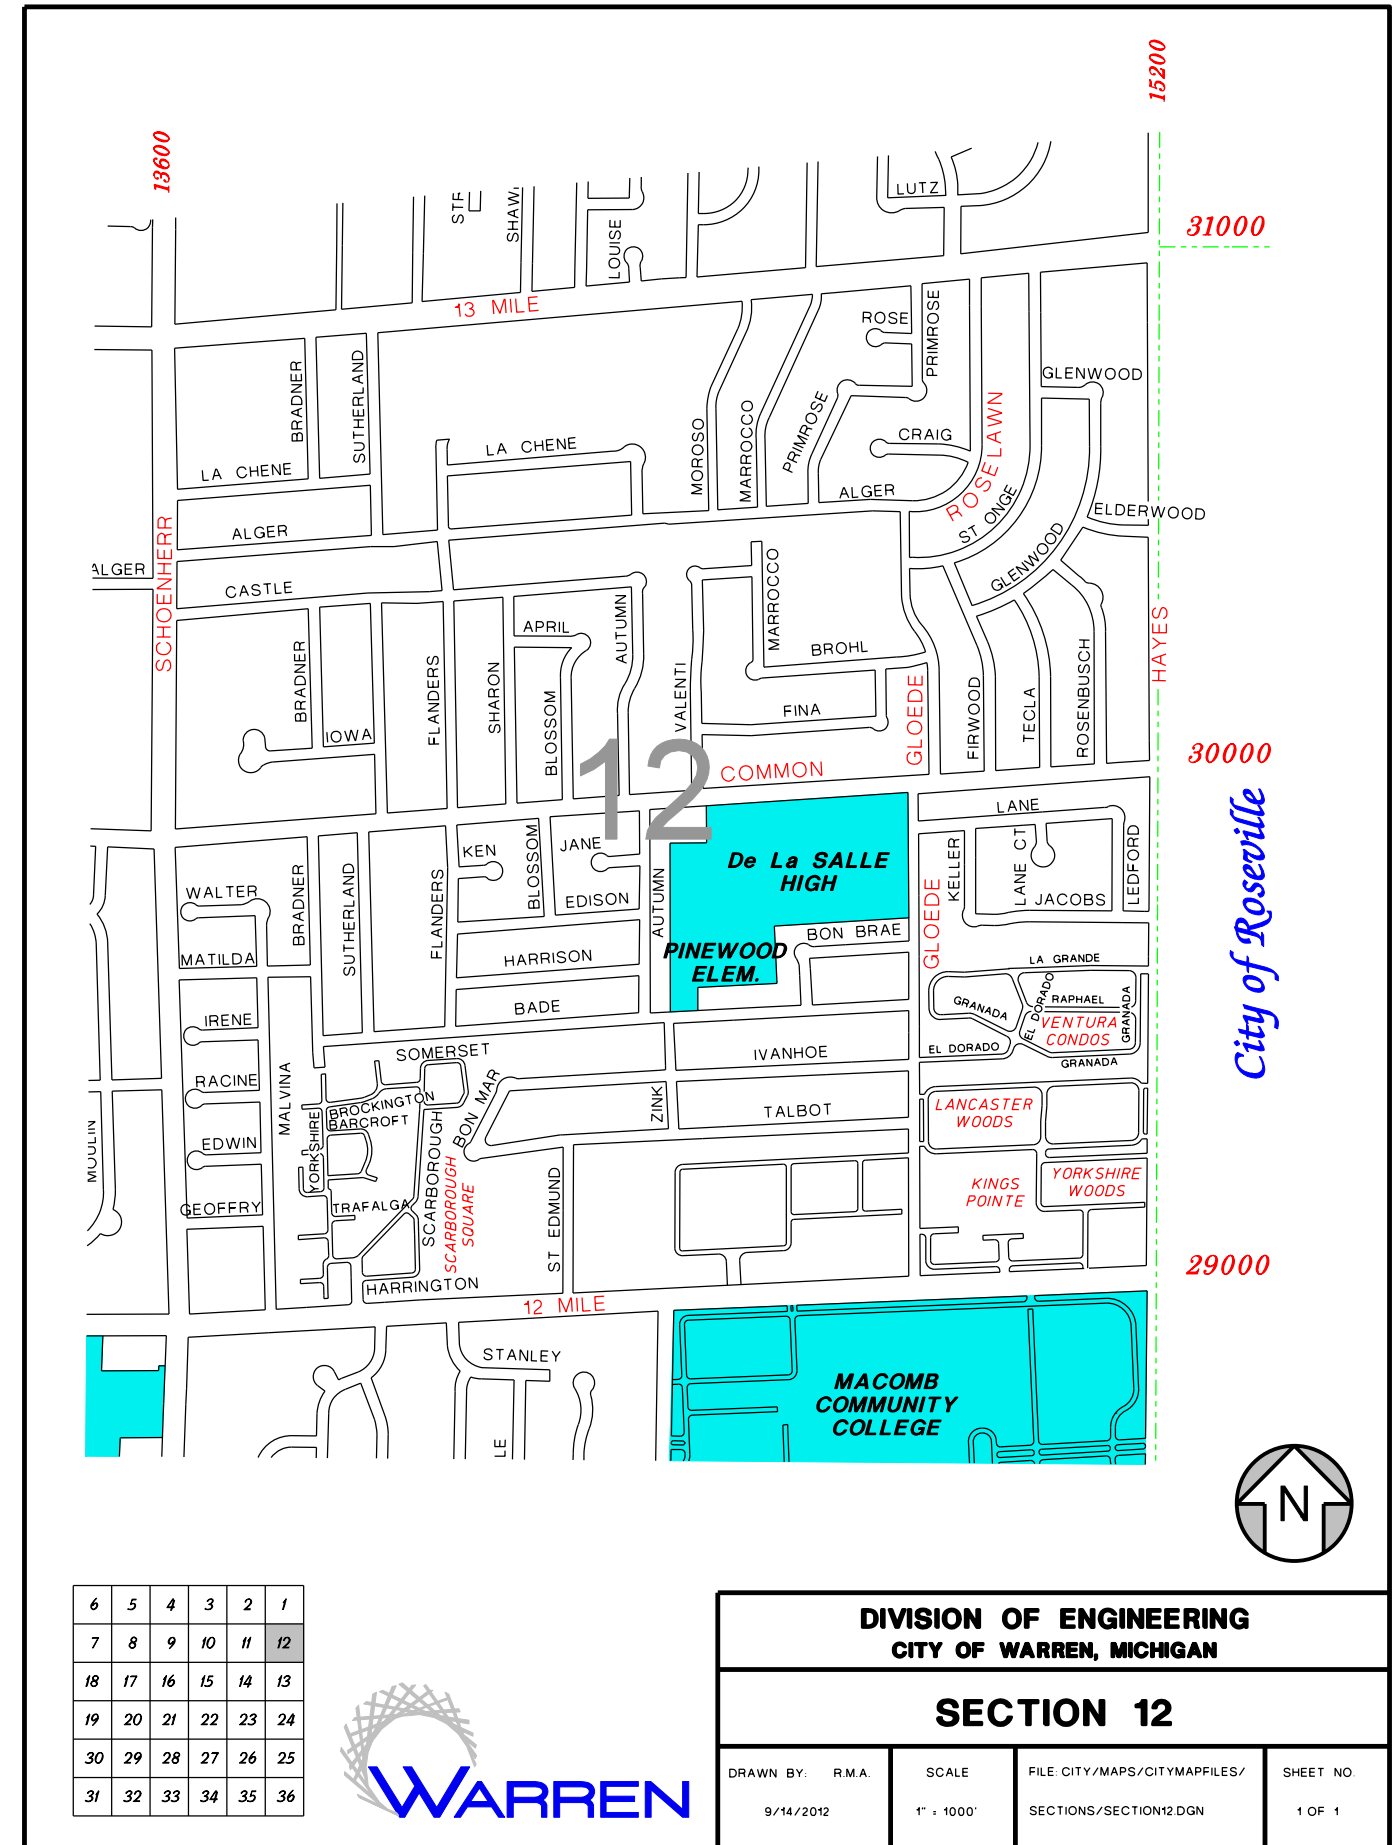 15200
13600
LUTZ
STR
SHAW
LOUISE
31000
13 MILE
ROSE
PRIMROSE
BRADNER
SUTHERLAND
GLENWOOD
PRIMROSE
MOROSO
MARROCCO
ROSELAWN
CRAIG
LA CHENE
LA CHENE
ALGER
ST ONGE
ELDERWOOD
ALGER
SCHOENHERR
GLENWOOD
ALGER
CASTLE
MARROCCO
HAYES
AUTUMN
APRIL
BRADNER
BROHL
FLANDERS
SHARON
VALENTI
GLOEDE
FIRWOOD
TECLA
ROSENBUSCH
BLOSSOM
FINA
IOWA
12
COMMON
30000
City of Roseville
LANE
KEN
BLOSSOM
JANE
De La SALLE
HIGH
KELLER
LANE CT
LEDFORD
WALTER
BRADNER
SUTHERLAND
FLANDERS
EDISON
AUTUMN
GLOEDE
JACOBS
BON BRAE
MATILDA
HARRISON
PINEWOOD
ELEM.
LA GRANDE
BADE
GRANADA
EL DORADO
RAPHAEL
GRANADA
IRENE
VENTURA
CONDOS
SOMERSET
IVANHOE
EL DORADO
GRANADA
RACINE
MALVINA
BROCKINGTON
BARCROFT
BON MAR
ZINK
TALBOT
LANCASTER
WOODS
MOULIN
EDWIN
YORKSHIRE
SCARBOROUGH
SCARBOROUGH
SQUARE
ST EDMUND
KINGS
POINTE
YORKSHIRE
WOODS
GEOFFRY
TRAFALGA
HARRINGTON
29000
12 MILE
STANLEY
MACOMB
COMMUNITY
COLLEGE
LE
N
6 5 4 3 2 1
7 8 9 10 11 12
18 17 16 15 14 13
19 20 21 22 23 24
30 29 28 27 26 25
31 32 33 34 35 36
WARREN
DIVISION OF ENGINEERING
CITY OF WARREN, MICHIGAN
SECTION 12
DRAWN BY: R.M.A.
9/14/2012
SCALE
1" = 1000'
FILE: CITY/MAPS/CITYMAPFILES/
SECTIONS/SECTION12.DGN
SHEET NO.
1 OF 1